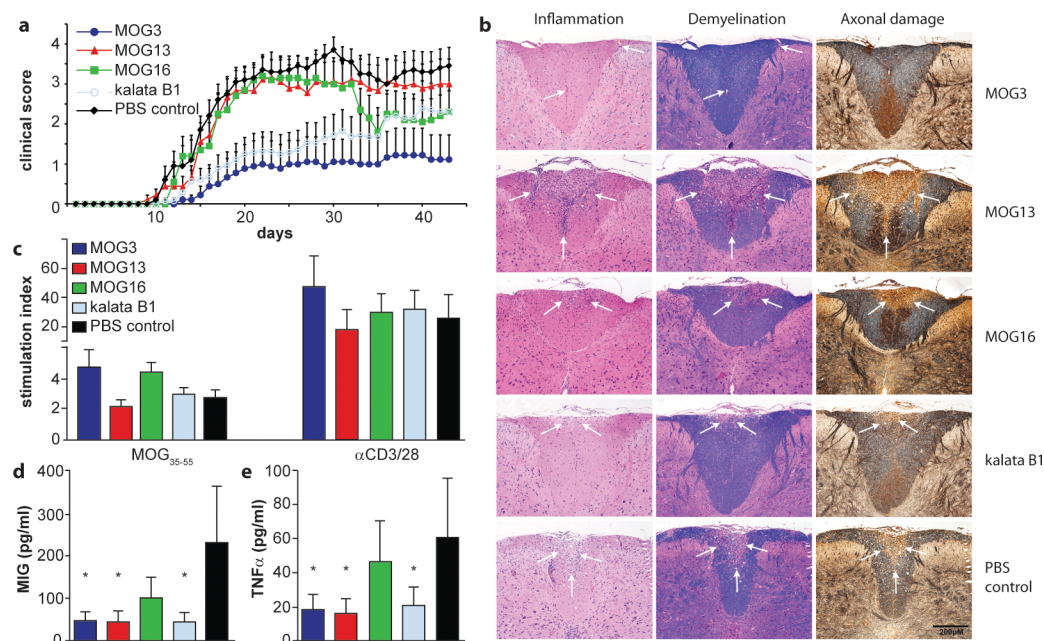 a
MOG3
MOG13
MOG16
kalata B1
PBS control
clinical score
4
3
2
1
0
0
10
20
30
40
days
b
Inflammation
Demyelination
Axonal damage
MOG3
MOG13
MOG16
kalata B1
PBS
control
200µM
c
MOG3
MOG13
MOG16
kalata B1
PBS control
stimulation index
60
40
20
4
2
0
MOG35-55
αCD3/28
d
MIG (pg/ml)
400
300
200
100
0
* * *
e
TNFα (pg/ml)
100
80
60
40
20
0
* * *